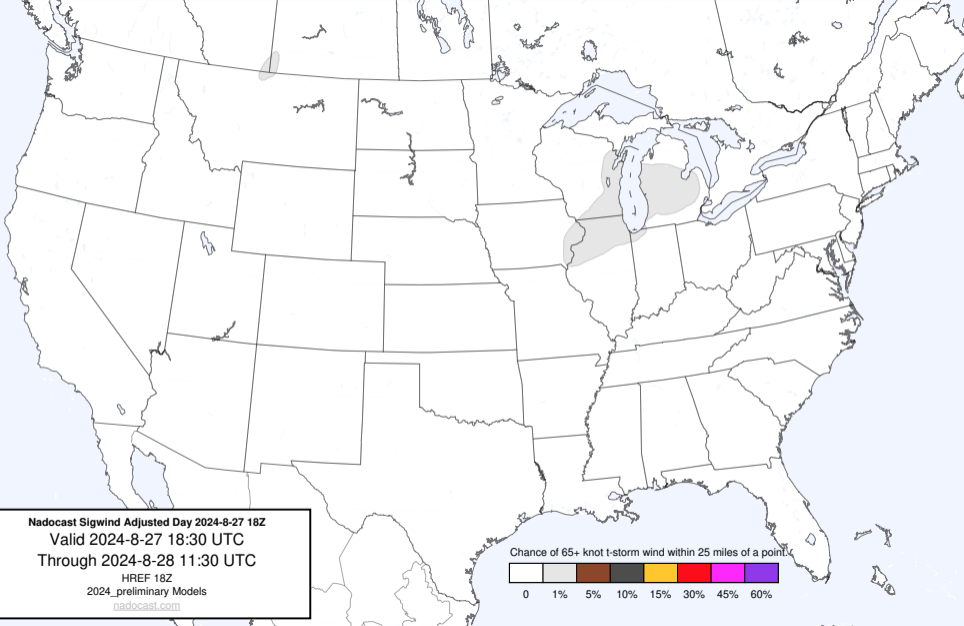 Nadocast Sigwind Adjusted Day 2024-8-27 18Z
Valid 2024-8-27 18:30 UTC
Through 2024-8-28 11:30 UTC
HREF 18Z
2024_preliminary Models
nadocast.com
Chance of 65+ knot t-storm wind within 25 miles of a point.
0 1% 5% 10% 15% 30% 45% 60%